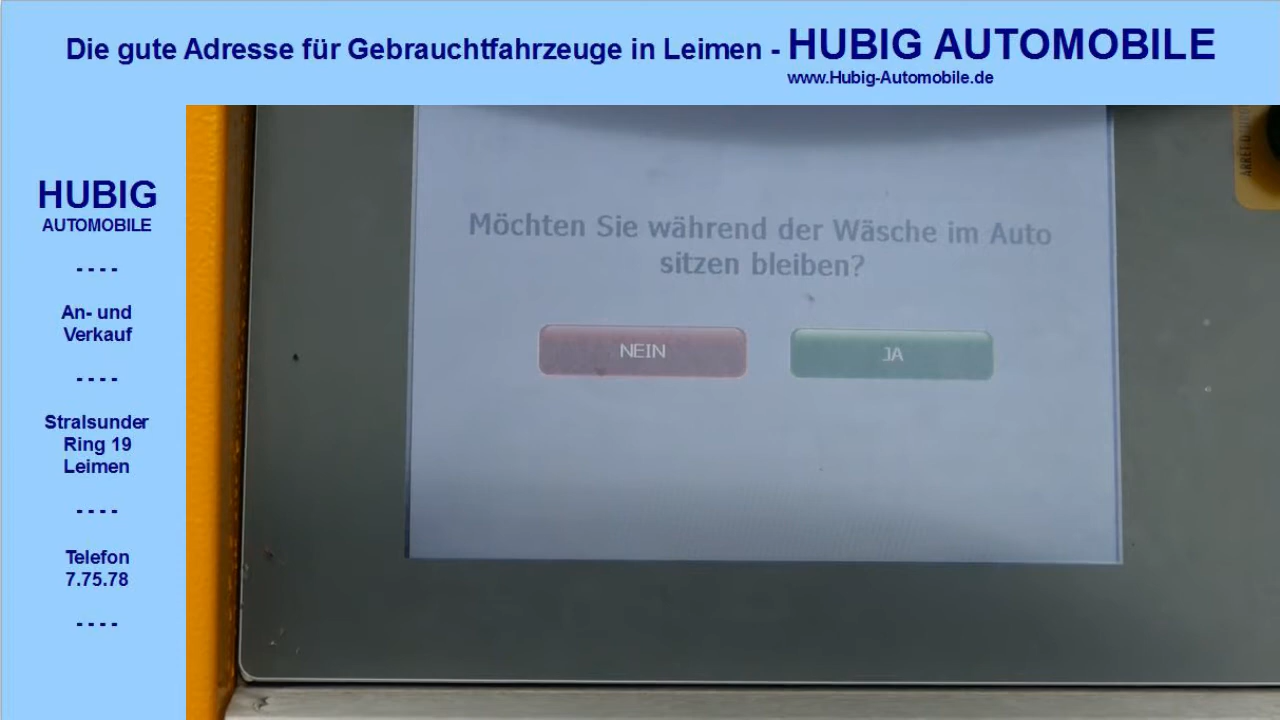 Die gute Adresse für Gebrauchtfahrzeuge in Leimen - HUBIG AUTOMOBILE
www.Hubig-Automobile.de
HUBIG
AUTOMOBILE
- - - -
An- und
Verkauf
- - - -
Stralsunder
Ring 19
Leimen
- - - -
Telefon
7.75.78
- - - -
Möchten Sie während der Wäsche im Auto
sitzen bleiben?
NEIN
JA